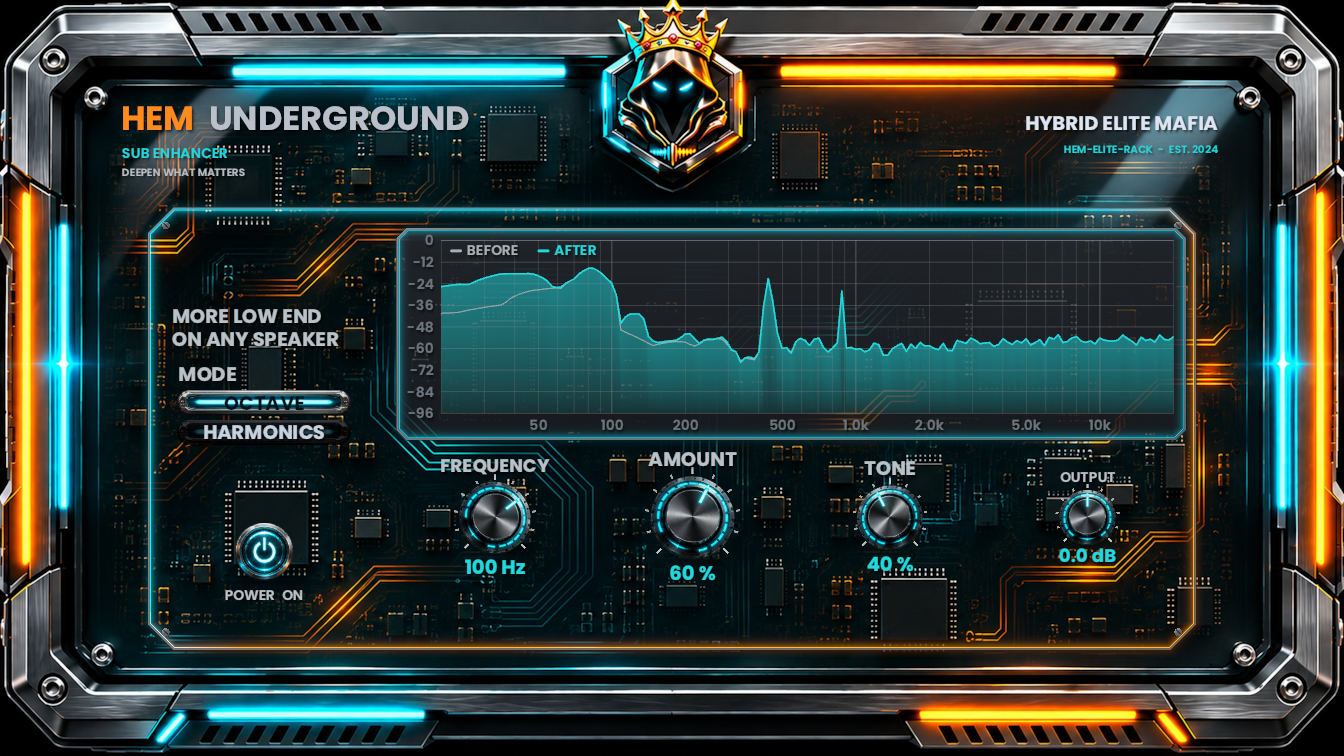 HEM UNDERGROUND
SUB ENHANCER
DEEPEN WHAT MATTERS
HYBRID ELITE MAFIA
HEM-ELITE-RACK - EST. 2024
BEFORE AFTER
0
-12
-24
-36
-48
-60
-72
-84
-96
50 100 200 500 1.0k 2.0k 5.0k 10k
MORE LOW END
ON ANY SPEAKER
MODE
OCTAVE
HARMONICS
FREQUENCY
100 Hz
AMOUNT
60 %
TONE
40 %
OUTPUT
0.0 dB
POWER ON